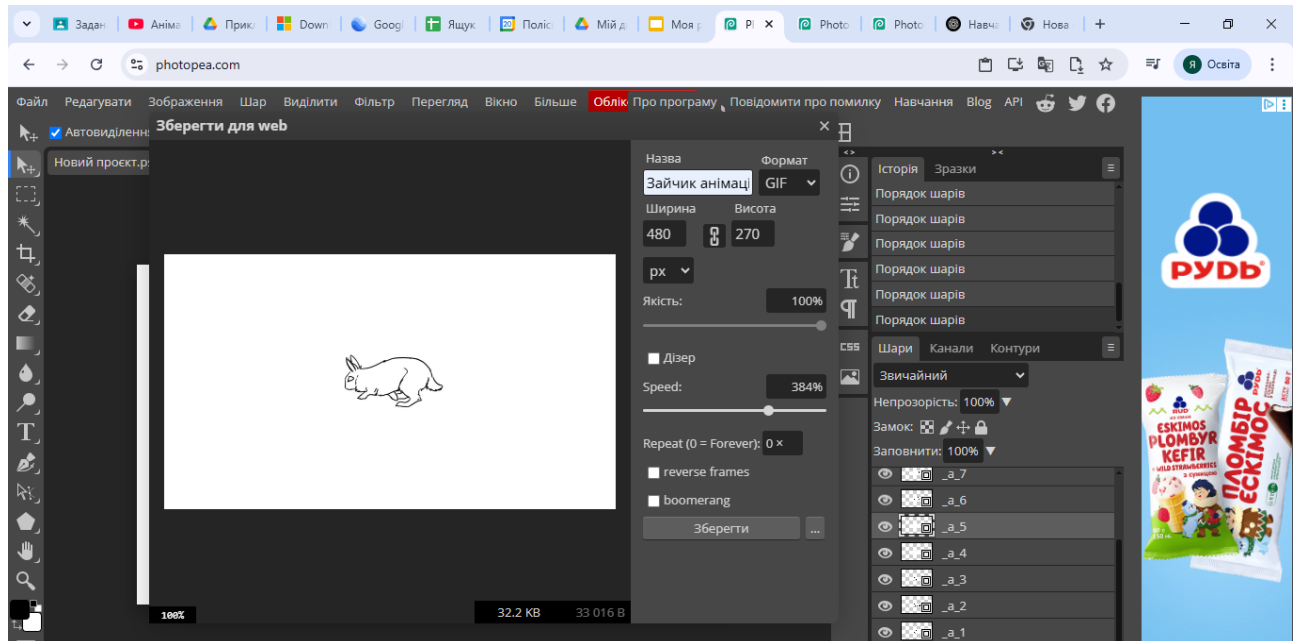 Задан
Аніма
Прикл
Down
Googl
Ящук
Поліс
Мій д
Моя р
Pl
Photo
Photo
Навча
Нова
photopea.com
Я Освіта
Файл Редагувати Зображення Шар Виділити Фільтр Перегляд Вікно Більше Облік Про програму Повідомити про помилку Навчання Blog API
Автовиділенн
Зберегти для web
Новий проєкт.ps
Назва Формат
Зайчик анімаці GIF
Ширина Висота
480 270
px
Якість: 100%
Дізер
Speed: 384%
Repeat (0 = Forever): 0 ×
reverse frames
boomerang
Зберегти ...
100%
32.2 KB 33 016 B
CSS
Історія Зразки
Порядок шарів
Порядок шарів
Порядок шарів
Порядок шарів
Порядок шарів
Порядок шарів
Шари Канали Контури
Звичайний
Непрозорість: 100%
Замок:
Заповнити: 100%
_a_7
_a_6
_a_5
_a_4
_a_3
_a_2
_a_1
РУДЬ
ESKIMOS
PLOMBYR
KEFIR
WILD STRAWBERRIES
з суницею
ПЛОМБІР
ЕСКІМОС